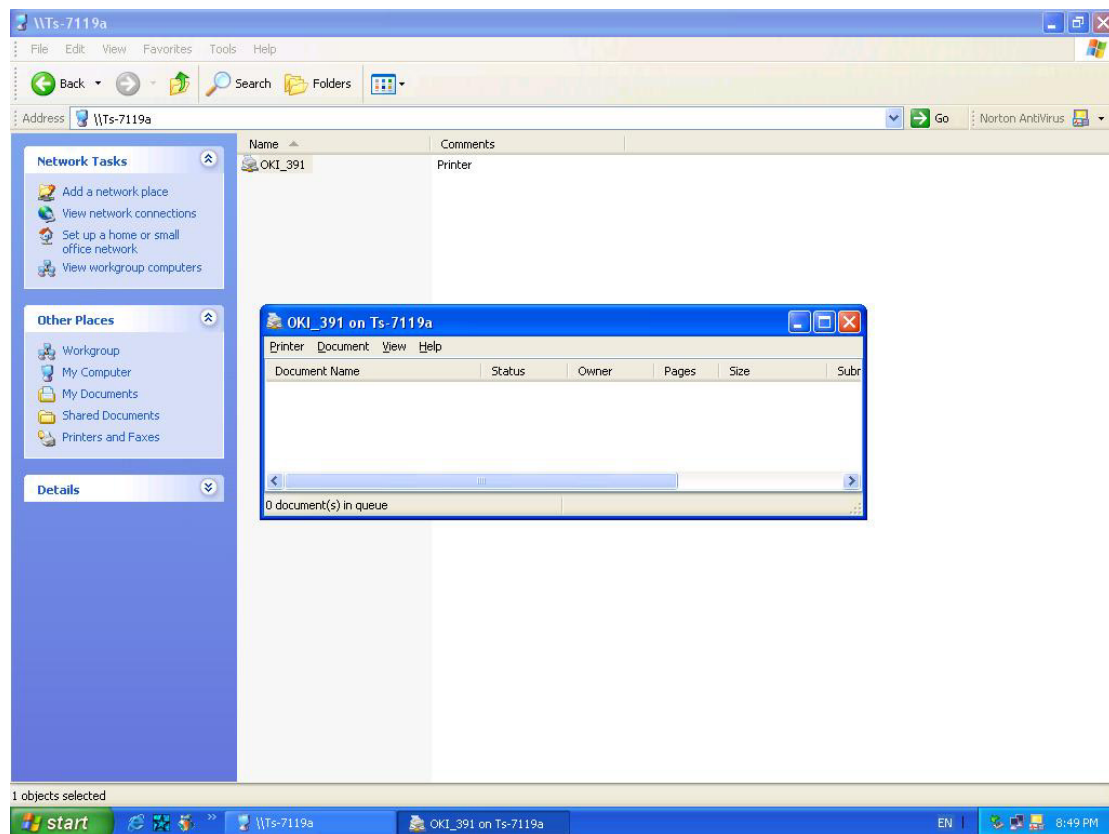 \\Ts-7119a
File Edit View Favorites Tools Help
Back Search Folders
Address \\Ts-7119a Go Norton AntiVirus
Name Comments
OKI_391 Printer
Network Tasks
Add a network place
View network connections
Set up a home or small
office network
View workgroup computers
Other Places
Workgroup
My Computer
My Documents
Shared Documents
Printers and Faxes
Details
OKI_391 on Ts-7119a
Printer Document View Help
Document Name Status Owner Pages Size Subr
0 document(s) in queue
1 objects selected
start \\Ts-7119a OKI_391 on Ts-7119a EN 8:49 PM